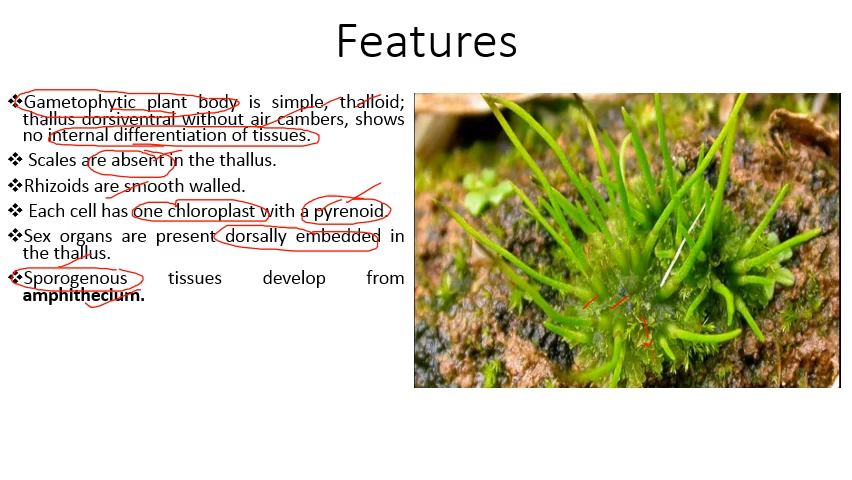 Features
❖Gametophytic plant body is simple, thalloid;
thallus dorsiventral without air cambers, shows
no internal differentiation of tissues.
❖ Scales are absent in the thallus.
❖Rhizoids are smooth walled.
❖ Each cell has one chloroplast with a pyrenoid.
❖Sex organs are present dorsally embedded in
the thallus.
❖Sporogenous tissues develop from
amphithecium.